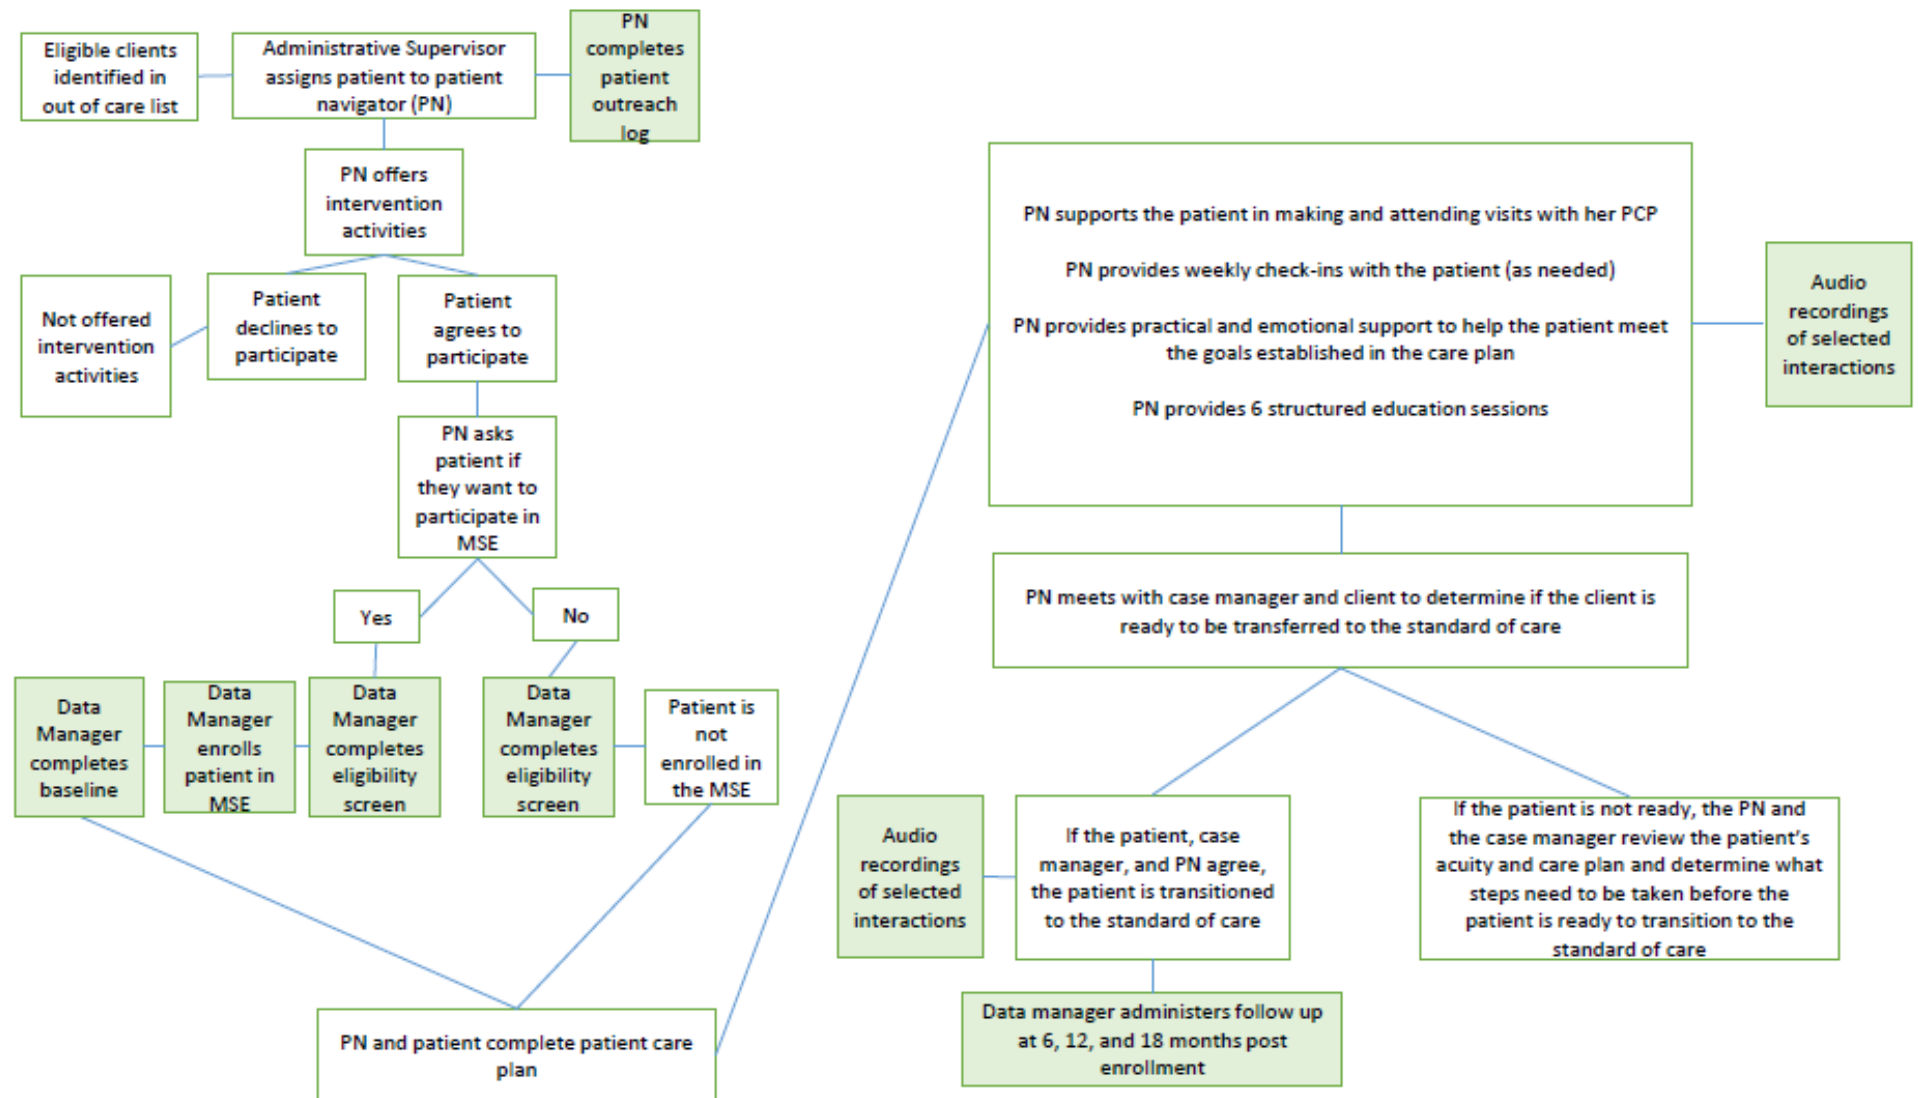 Eligible clients
identified in
out of care list
Administrative Supervisor
assigns patient to patient
navigator (PN)
PN
completes
patient
outreach
log
PN offers
intervention
activities
Not offered
intervention
activities
Patient
declines to
participate
Patient
agrees to
participate
PN asks
patient if
they want to
participate in
MSE
Yes
No
Data
Manager
completes
baseline
Data
Manager
enrolls
patient in
MSE
Data
Manager
completes
eligibility
screen
Data
Manager
completes
eligibility
screen
Patient is
not
enrolled in
the MSE
PN and patient complete patient care
plan
PN supports the patient in making and attending visits with her PCP
PN provides weekly check-ins with the patient (as needed)
PN provides practical and emotional support to help the patient meet
the goals established in the care plan
PN provides 6 structured education sessions
Audio
recordings
of selected
interactions
PN meets with case manager and client to determine if the client is
ready to be transferred to the standard of care
Audio
recordings
of selected
interactions
If the patient, case
manager, and PN agree,
the patient is transitioned
to the standard of care
If the patient is not ready, the PN and
the case manager review the patient's
acuity and care plan and determine what
steps need to be taken before the
patient is ready to transition to the
standard of care
Data manager administers follow up
at 6, 12, and 18 months post
enrollment